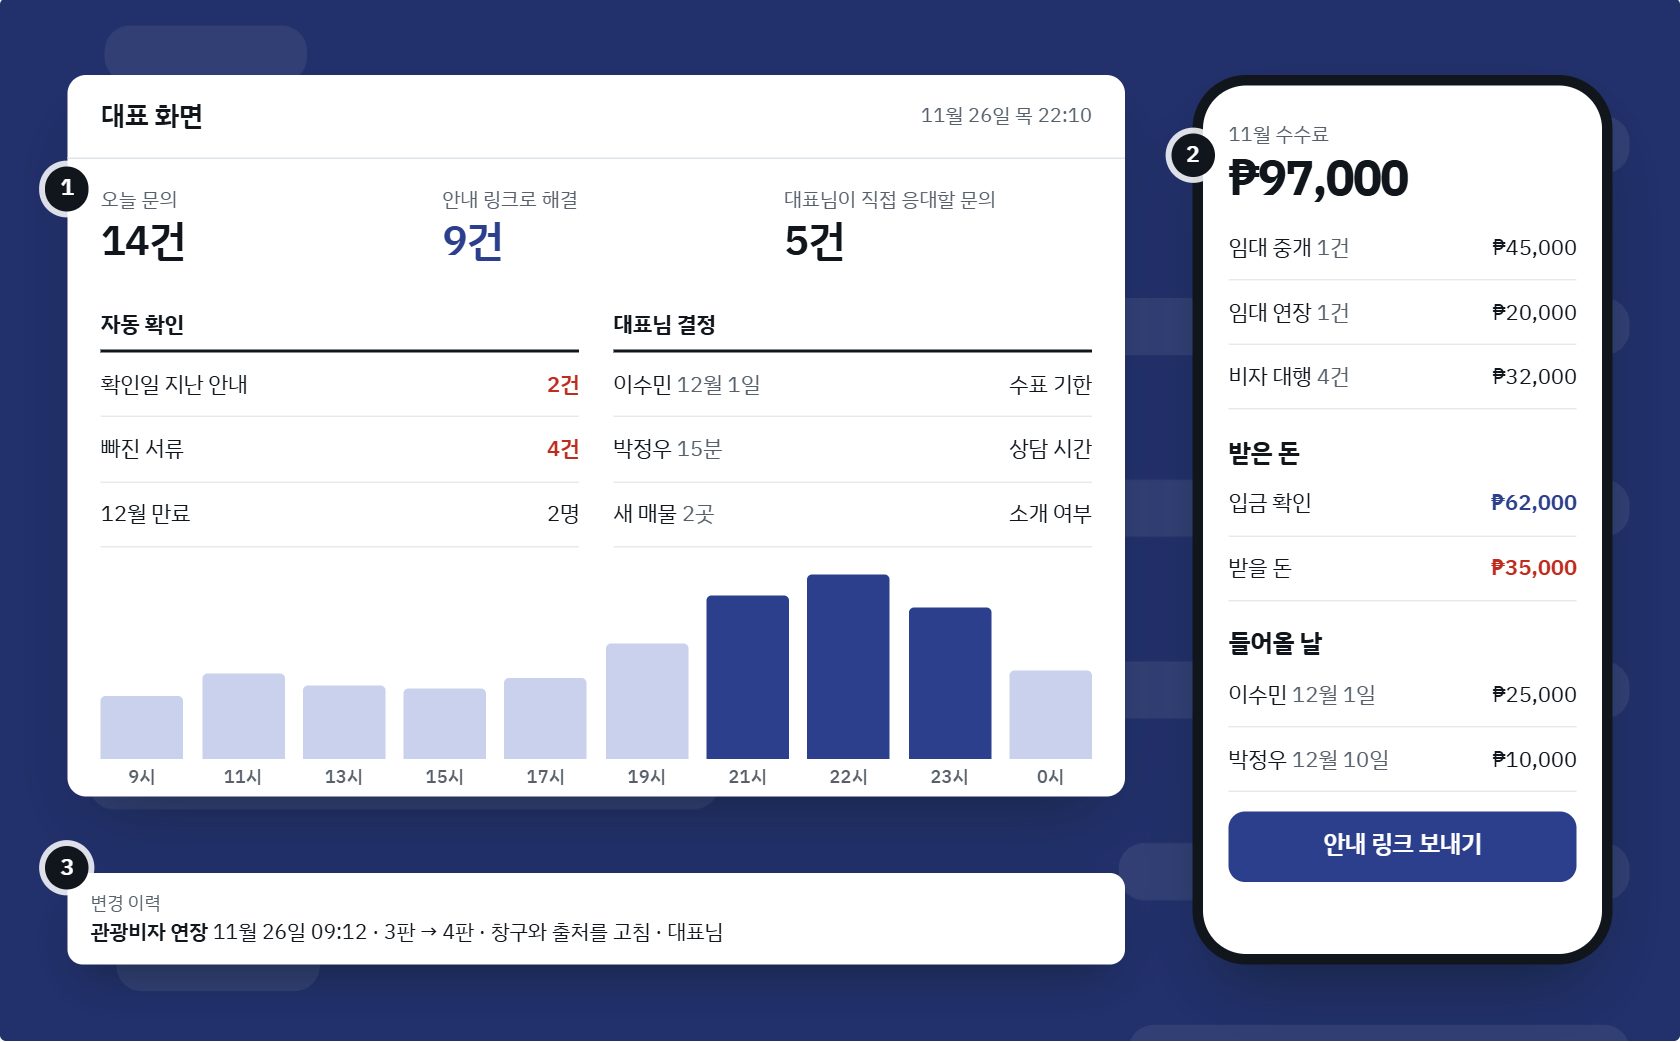 대표 화면
11월 26일 목 22:10
1
오늘 문의
14건
안내 링크로 해결
9건
대표님이 직접 응대할 문의
5건
자동 확인
확인일 지난 안내 2건
빠진 서류 4건
12월 만료 2명
대표님 결정
이수민 12월 1일 수표 기한
박정우 15분 상담 시간
새 매물 2곳 소개 여부
9시 11시 13시 15시 17시 19시 21시 22시 23시 0시
2
11월 수수료
₱97,000
임대 중개 1건 ₱45,000
임대 연장 1건 ₱20,000
비자 대행 4건 ₱32,000
받은 돈
입금 확인 ₱62,000
받을 돈 ₱35,000
들어올 날
이수민 12월 1일 ₱25,000
박정우 12월 10일 ₱10,000
안내 링크 보내기
3
변경 이력
관광비자 연장 11월 26일 09:12 · 3판 → 4판 · 창구와 출처를 고침 · 대표님